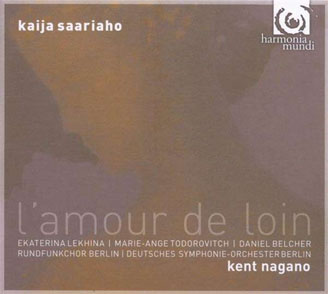 kaija saariaho
harmonia
mundi
l'amour de loin
EKATERINA LEKHINA | MARIE-ANGE TODOROVITCH | DANIEL BELCHER
RUNDFUNKCHOR BERLIN | DEUTSCHES SYMPHONIE-ORCHESTER BERLIN
kent nagano